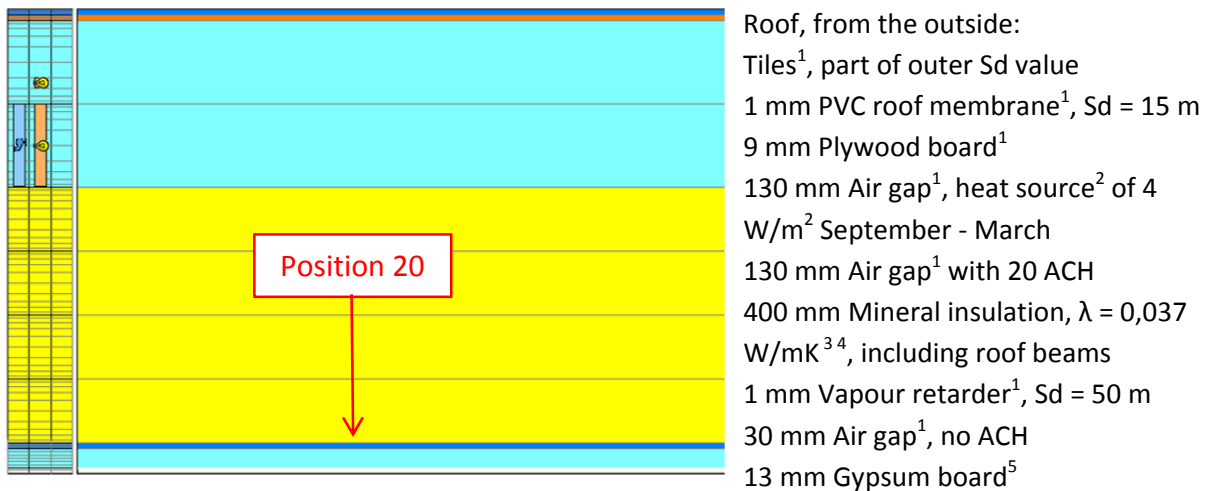 Roof, from the outside:
Tiles¹, part of outer Sd value
1 mm PVC roof membrane¹, Sd = 15 m
9 mm Plywood board¹
130 mm Air gap¹, heat source² of 4
W/m² September - March
130 mm Air gap¹ with 20 ACH
400 mm Mineral insulation, λ = 0,037
W/mK³ ⁴, including roof beams
1 mm Vapour retarder¹, Sd = 50 m
30 mm Air gap¹, no ACH
13 mm Gypsum board⁵
Position 20